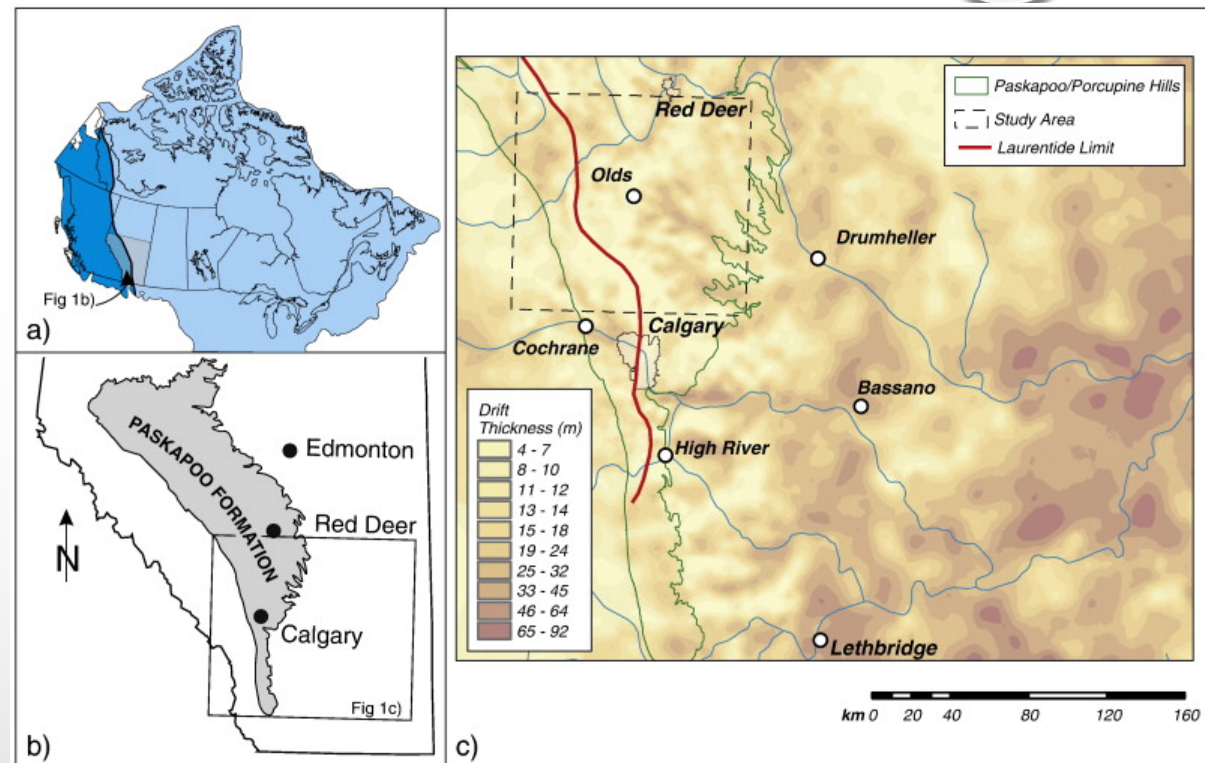 Fig 1b)
a)
PASKAPOO FORMATION
Edmonton
Red Deer
Calgary
N
Fig 1c)
b)
Paskapoo/Porcupine Hills
Study Area
Laurentide Limit
Red Deer
Olds
Drumheller
Calgary
Cochrane
Bassano
High River
Lethbridge
Drift
Thickness (m)
4 - 7
8 - 10
11 - 12
13 - 14
15 - 18
19 - 24
25 - 32
33 - 45
46 - 64
65 - 92
km 0 20 40 80 120 160
c)